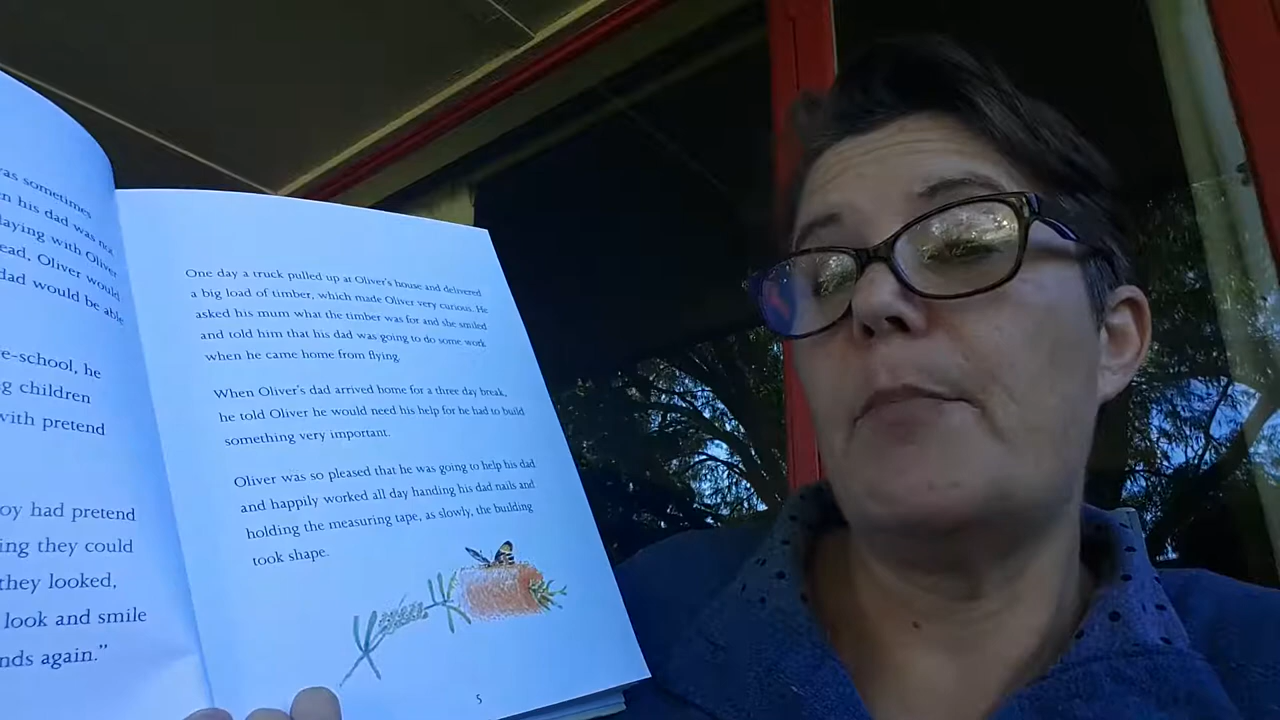 as sometimes
n his dad was not
laying with Oliver
ead, Oliver would
dad would be able
e-school, he
g children
with pretend
oy had pretend
ing they could
they looked,
look and smile
nds again."
One day a truck pulled up at Oliver's house and delivered
a big load of timber, which made Oliver very curious. He
asked his mum what the timber was for and she smiled
and told him that his dad was going to do some work
when he came home from flying.
When Oliver's dad arrived home for a three day break,
he told Oliver he would need his help for he had to build
something very important.
Oliver was so pleased that he was going to help his dad
and happily worked all day handing his dad nails and
holding the measuring tape, as slowly, the building
took shape.
5